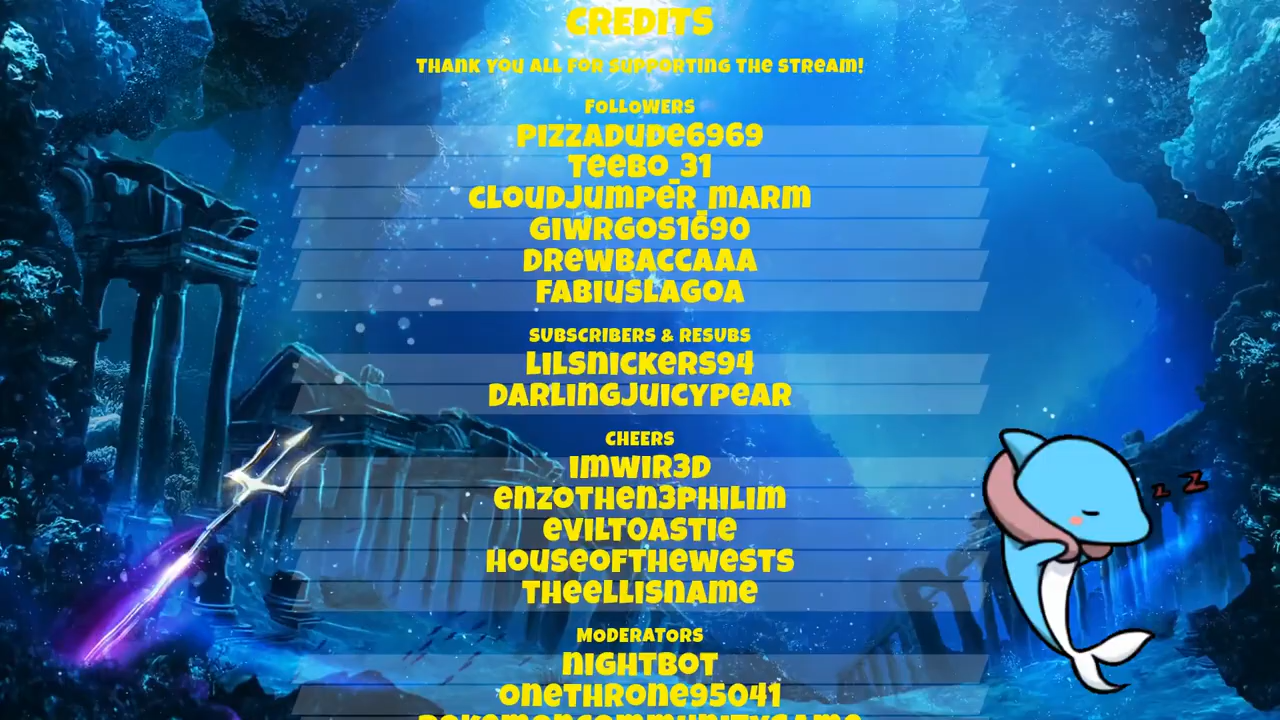 CREDITS
THANK YOU ALL FOR SUPPORTING THE STREAM!
FOLLOWERS
PIZZADUDE6969
TEEBO_31
CLOUDJUMPER_MARM
GIWRGOS1690
DREWBACCAAA
FABIUSLAGOA
SUBSCRIBERS & RESUBS
LILSNICKERS94
DARLINGJUICYPEAR
CHEERS
IMWIR3D
ENZOTHEN3PHILIM
EVILTOASTIE
HOUSEOFTHEWESTS
THEELLISNAME
MODERATORS
NIGHTBOT
ONETHRONE95041
POKEMONCOMMUNITYGAME
Z Z